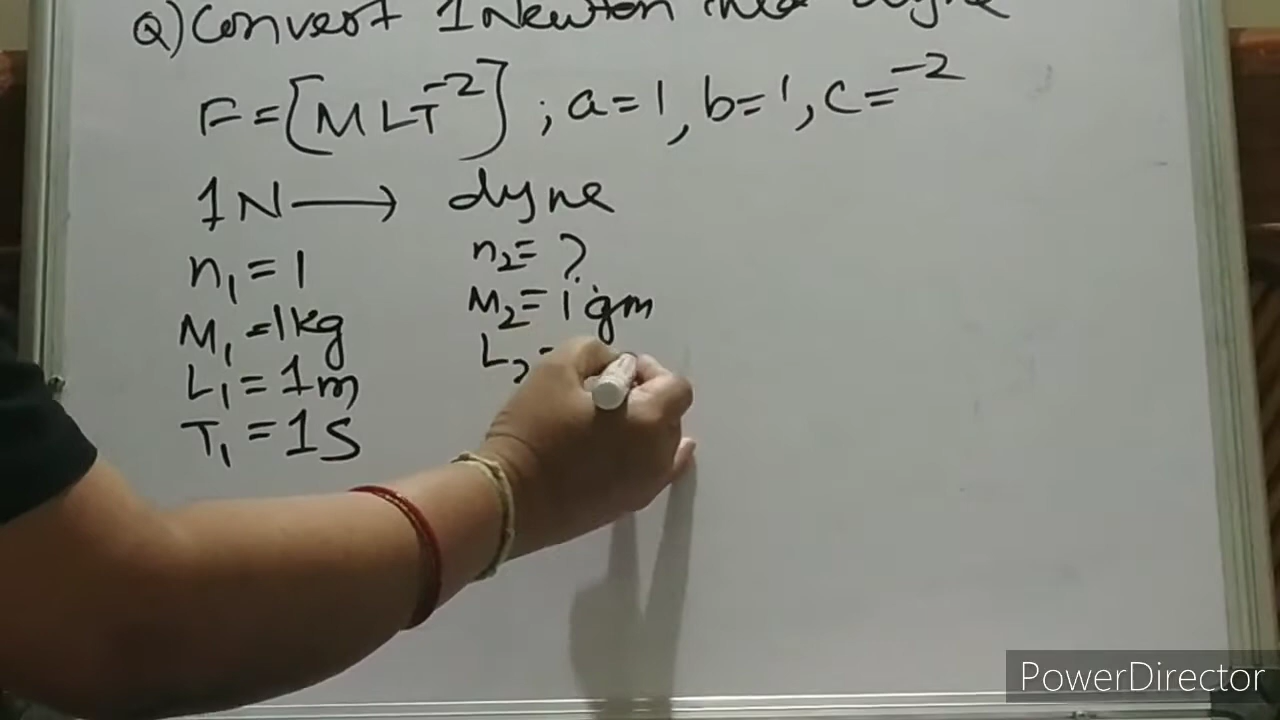 Q) Convert 1 Newton into dyne
F = [M L T⁻²] ; a = 1, b = 1, c = -2
1N ⟶ dyne
n₁ = 1 n₂ = ?
M₁ = 1kg M₂ = 1 gm
L₁ = 1m L₂ =
T₁ = 1S
PowerDirector